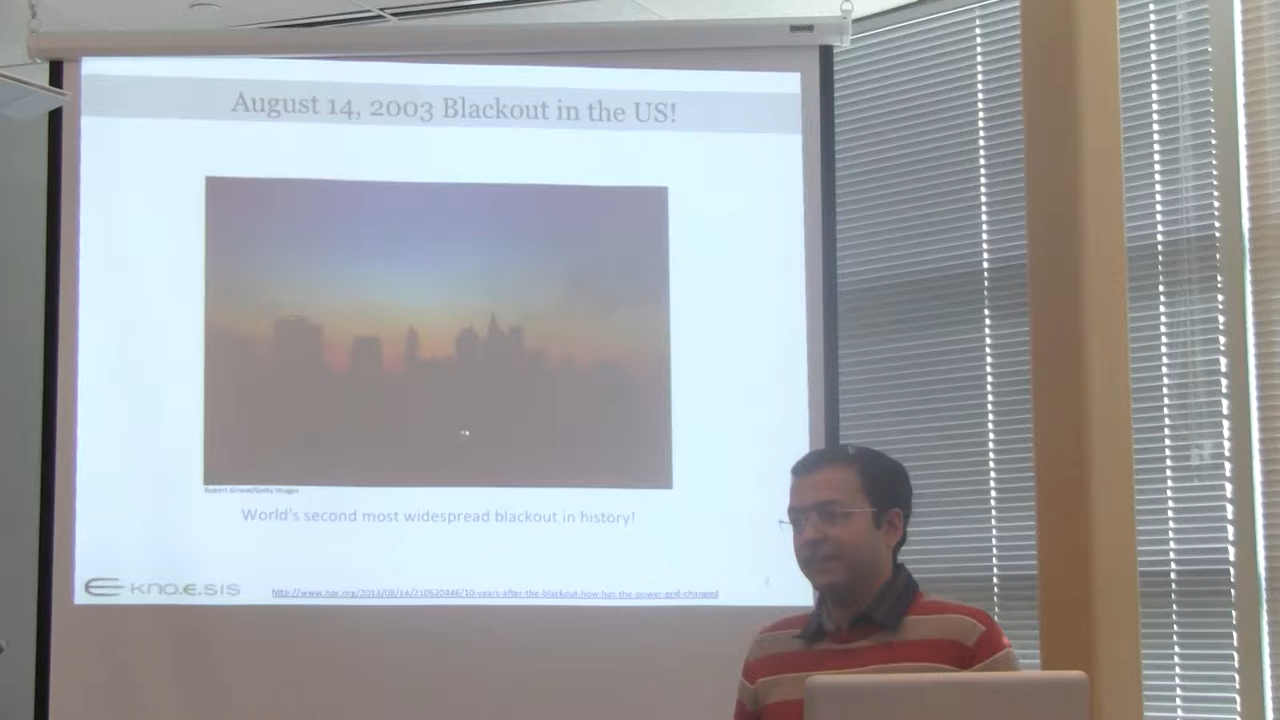 August 14, 2003 Blackout in the US!
Robert Giroux/Getty Images
World's second most widespread blackout in history!
kno.e.sis
http://www.npr.org/2013/08/14/210620446/10-years-after-the-blackout-how-has-the-power-grid-changed